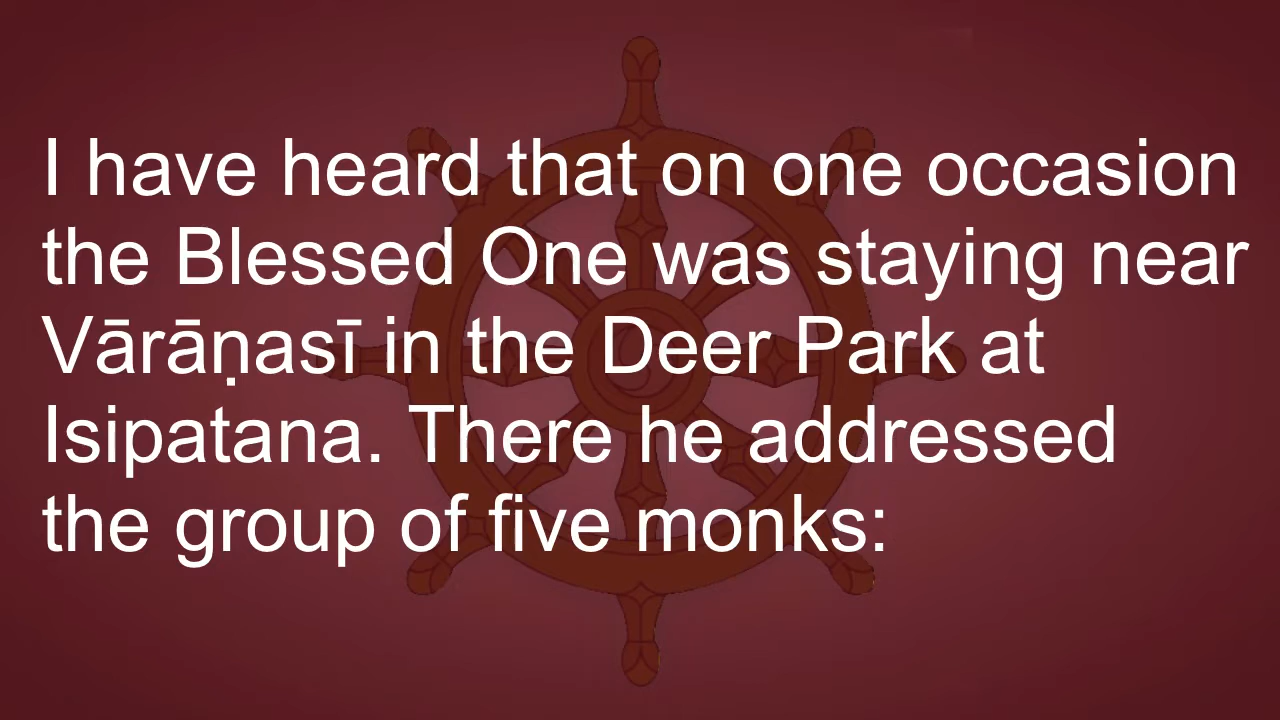 I have heard that on one occasion
the Blessed One was staying near
Vārāṇasī in the Deer Park at
Isipatana. There he addressed
the group of five monks: